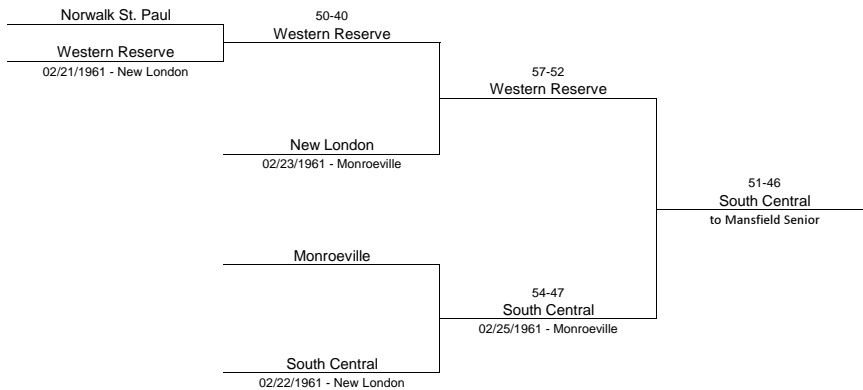 Norwalk St. Paul
50-40
Western Reserve
Western Reserve
02/21/1961 - New London
57-52
Western Reserve
New London
02/23/1961 - Monroeville
51-46
South Central
to Mansfield Senior
Monroeville
54-47
South Central
02/25/1961 - Monroeville
South Central
02/22/1961 - New London